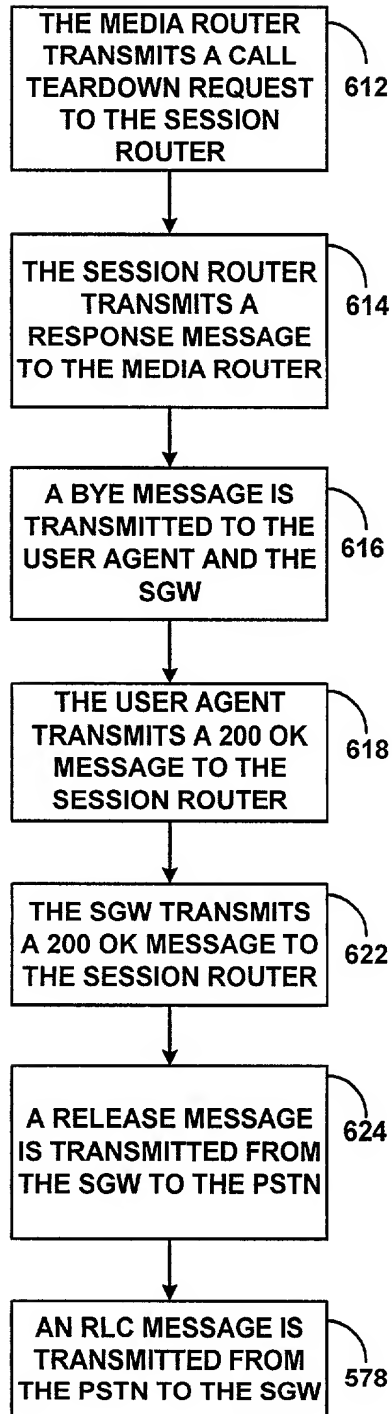 THE MEDIA ROUTER
TRANSMITS A CALL
TEARDOWN REQUEST
TO THE SESSION
ROUTER
612
THE SESSION ROUTER
TRANSMITS A
RESPONSE MESSAGE
TO THE MEDIA ROUTER
614
A BYE MESSAGE IS
TRANSMITTED TO THE
USER AGENT AND THE
SGW
616
THE USER AGENT
TRANSMITS A 200 OK
MESSAGE TO THE
SESSION ROUTER
618
THE SGW TRANSMITS
A 200 OK MESSAGE TO
THE SESSION ROUTER
622
A RELEASE MESSAGE
IS TRANSMITTED FROM
THE SGW TO THE PSTN
624
AN RLC MESSAGE IS
TRANSMITTED FROM
THE PSTN TO THE SGW
578